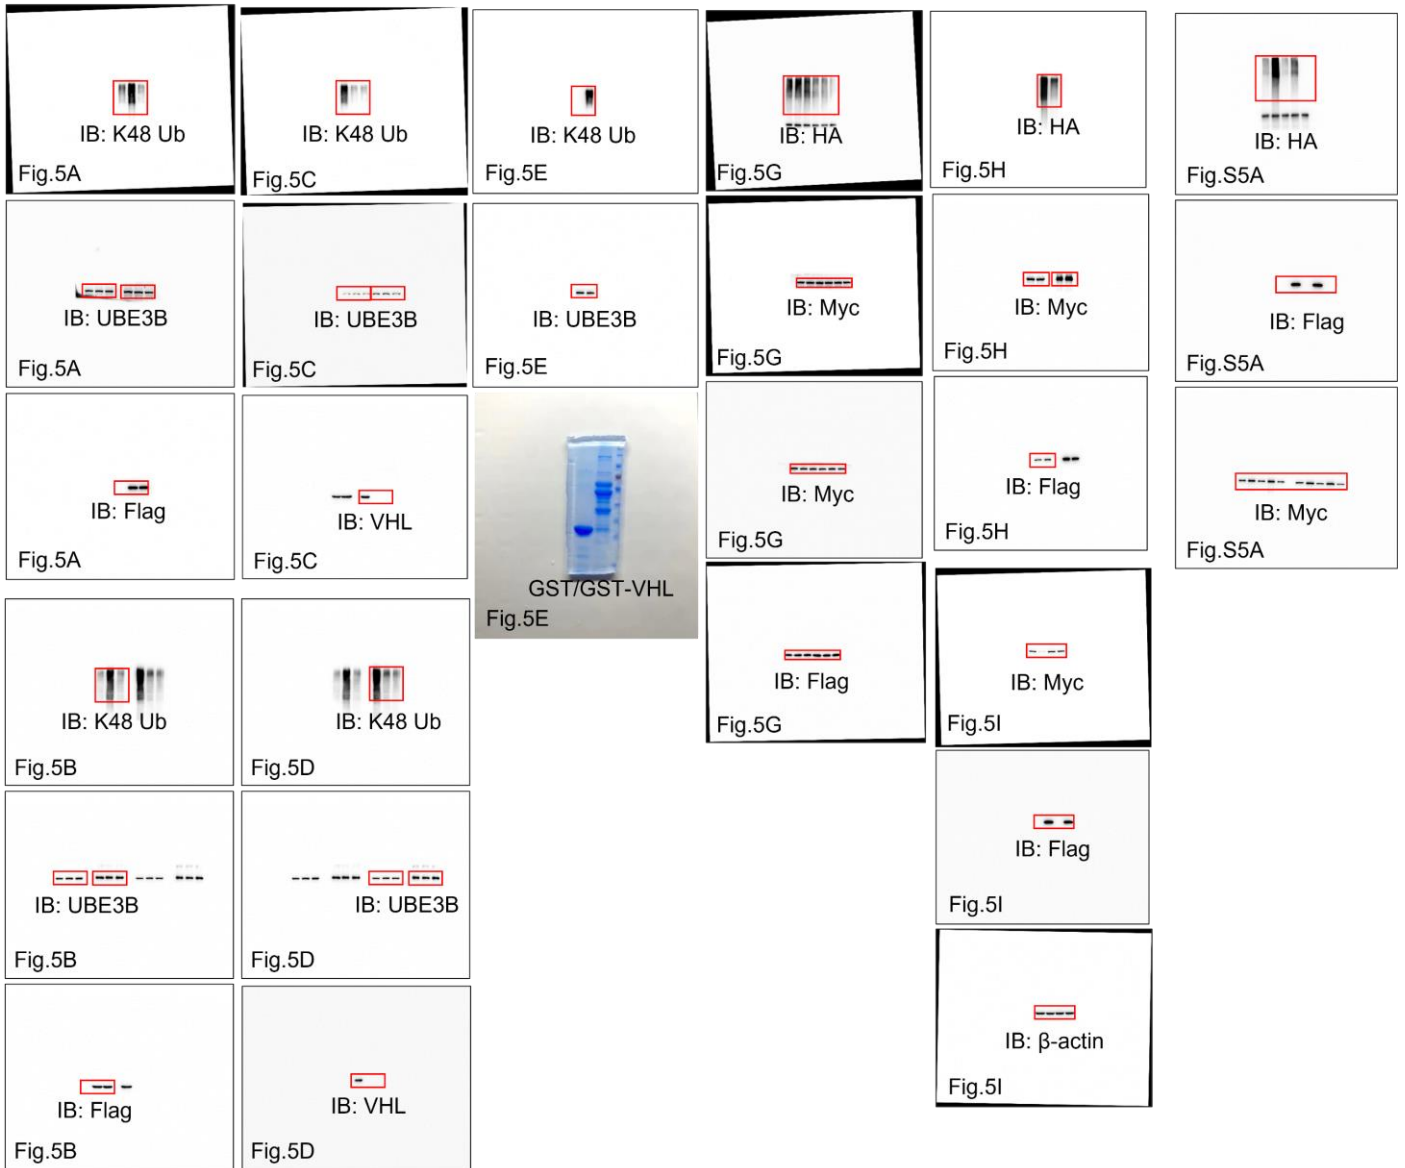 IB: K48 Ub
Fig.5A
IB: UBE3B
Fig.5A
IB: Flag
Fig.5A
IB: K48 Ub
Fig.5B
IB: UBE3B
Fig.5B
IB: Flag
Fig.5B
IB: K48 Ub
Fig.5C
IB: UBE3B
Fig.5C
IB: VHL
Fig.5C
IB: K48 Ub
Fig.5D
IB: UBE3B
Fig.5D
IB: VHL
Fig.5D
IB: K48 Ub
Fig.5E
IB: UBE3B
Fig.5E
GST/GST-VHL
Fig.5E
IB: HA
Fig.5G
IB: Myc
Fig.5G
IB: Myc
Fig.5G
IB: Flag
Fig.5G
IB: HA
Fig.5H
IB: Myc
Fig.5H
IB: Flag
Fig.5H
IB: Myc
Fig.5I
IB: Flag
Fig.5I
IB: β-actin
Fig.5I
IB: HA
Fig.S5A
IB: Flag
Fig.S5A
IB: Myc
Fig.S5A